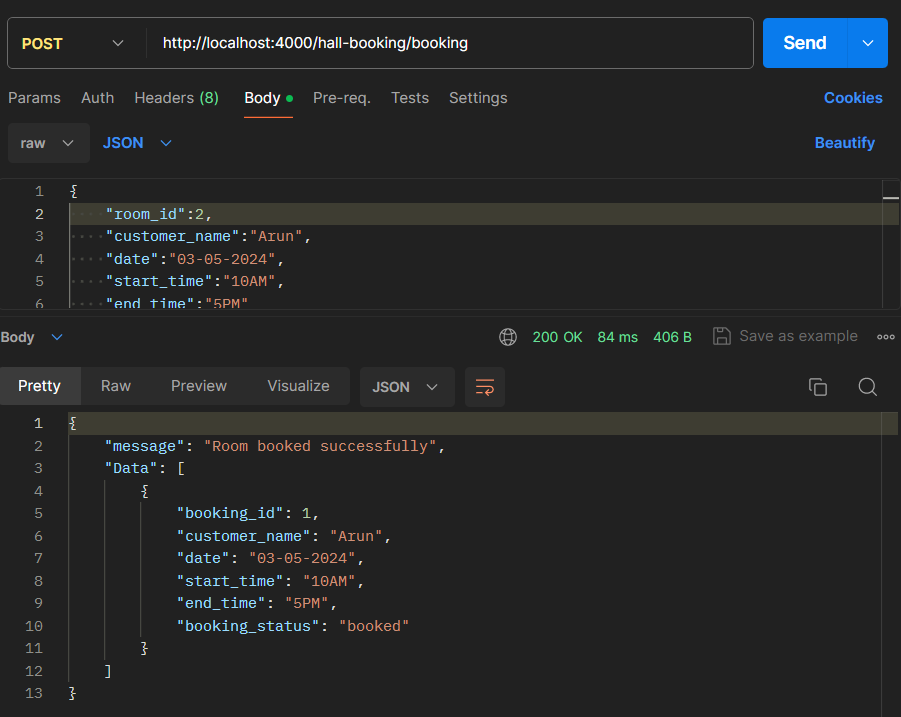 POST http://localhost:4000/hall-booking/booking Send
Params Auth Headers (8) Body Pre-req. Tests Settings Cookies
raw JSON Beautify
1 {
2 "room_id":2,
3 "customer_name":"Arun",
4 "date":"03-05-2024",
5 "start_time":"10AM",
6 "end_time":"5PM"
Body 200 OK 84 ms 406 B Save as example
Pretty Raw Preview Visualize JSON
1 {
2 "message": "Room booked successfully",
3 "Data": [
4 {
5 "booking_id": 1,
6 "customer_name": "Arun",
7 "date": "03-05-2024",
8 "start_time": "10AM",
9 "end_time": "5PM",
10 "booking_status": "booked"
11 }
12 ]
13 }